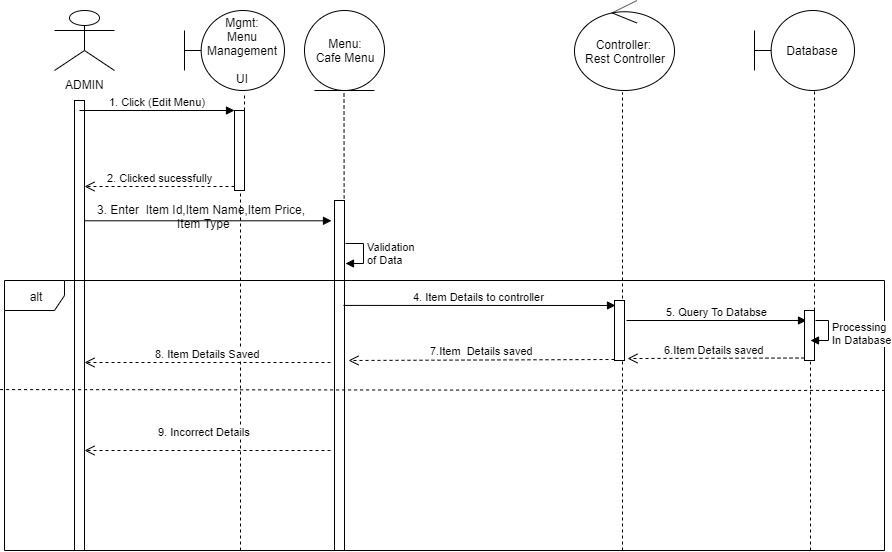 Mgmt:
Menu
Management
UI
Menu:
Cafe Menu
Controller:
Rest Controller
Database
ADMIN
1. Click (Edit Menu)
2. Clicked sucessfully
3. Enter  Item Id,Item Name,Item Price,
Item Type
Validation
of Data
alt
4. Item Details to controller
5. Query To Databse
Processing
In Database
6.Item Details saved
7.Item  Details saved
8. Item Details Saved
9. Incorrect Details